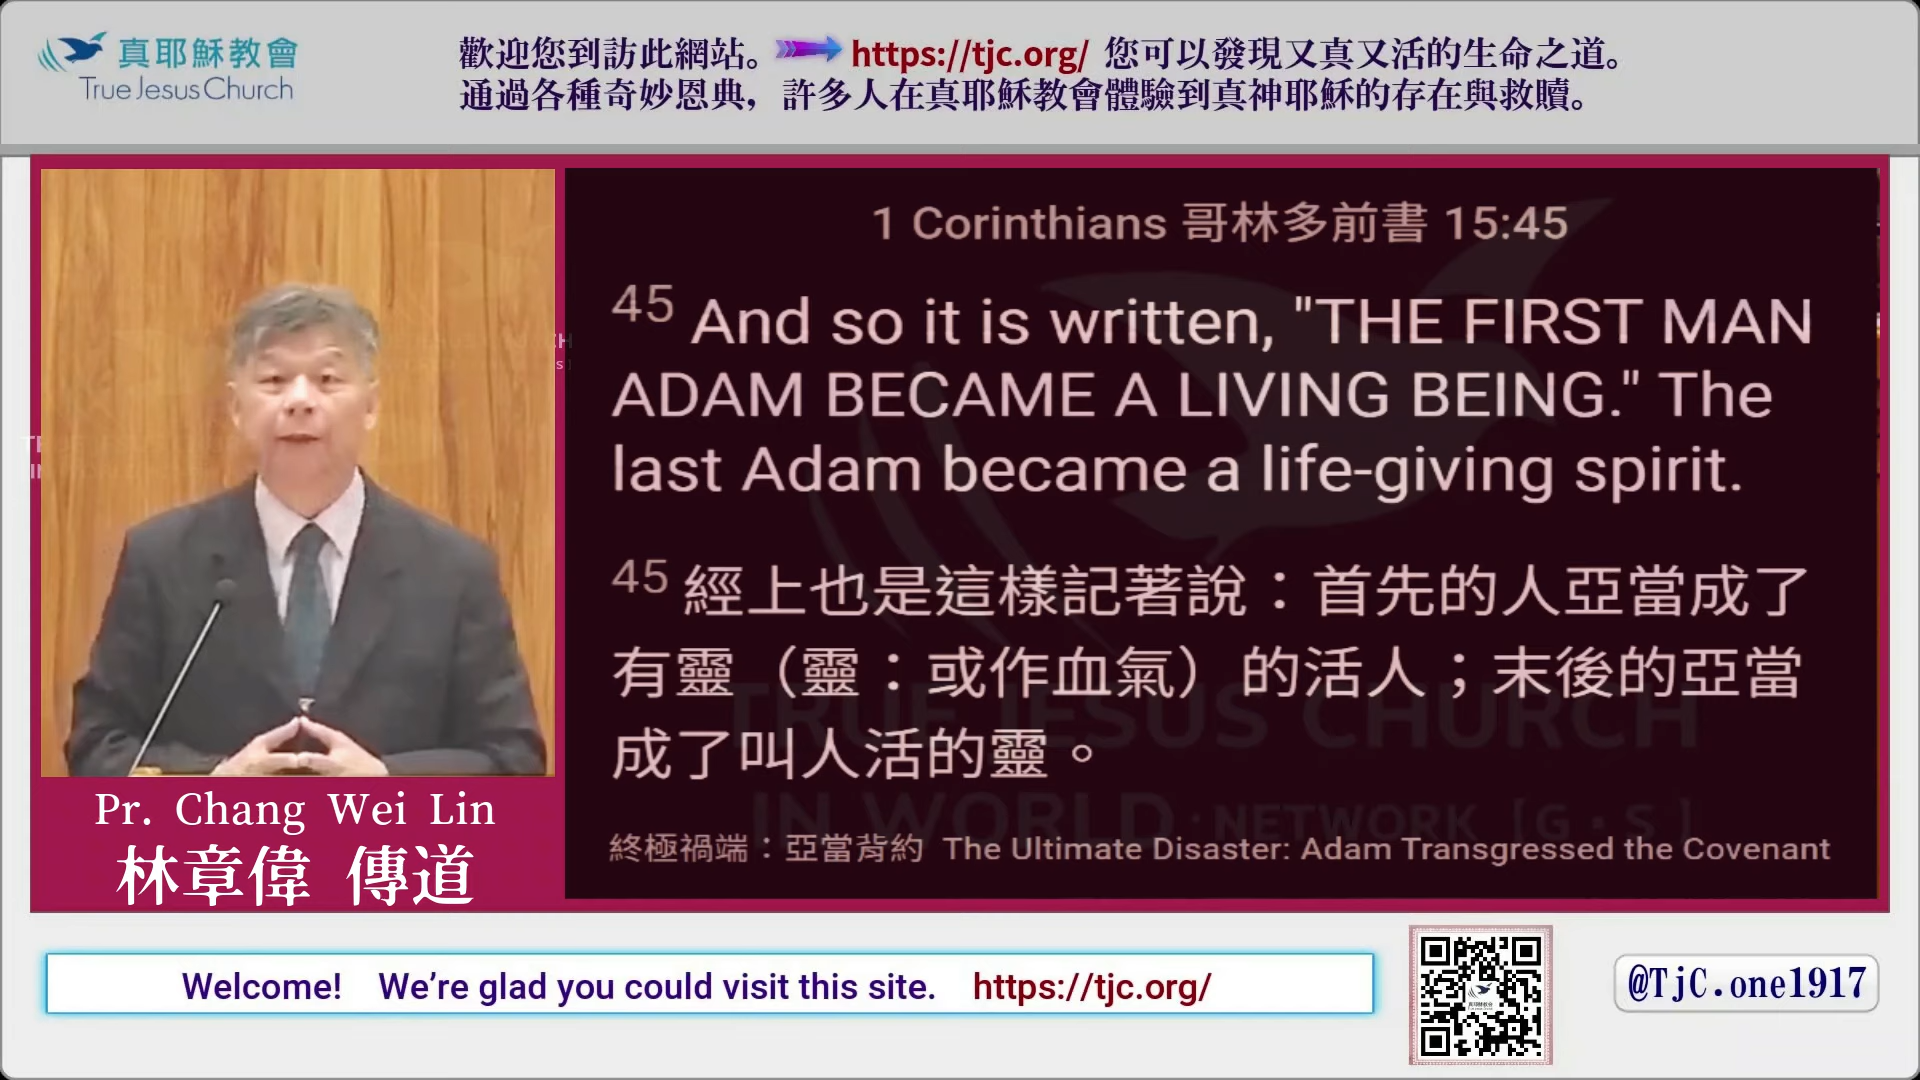 真耶穌教會
True Jesus Church
歡迎您到訪此網站。 https://tjc.org/ 您可以發現又真又活的生命之道。
通過各種奇妙恩典，許多人在真耶穌教會體驗到真神耶穌的存在與救贖。
1 Corinthians 哥林多前書 15:45
45 And so it is written, "THE FIRST MAN
ADAM BECAME A LIVING BEING." The
last Adam became a life-giving spirit.
45 經上也是這樣記著說：首先的人亞當成了
有靈（靈：或作血氣）的活人；末後的亞當
成了叫人活的靈。
TRUE JESUS CHURCH
IN WORLD · NETWORK [G·S]
終極禍端：亞當背約 The Ultimate Disaster: Adam Transgressed the Covenant
Pr. Chang Wei Lin
林章偉 傳道
Welcome! We’re glad you could visit this site. https://tjc.org/
@TjC.one1917